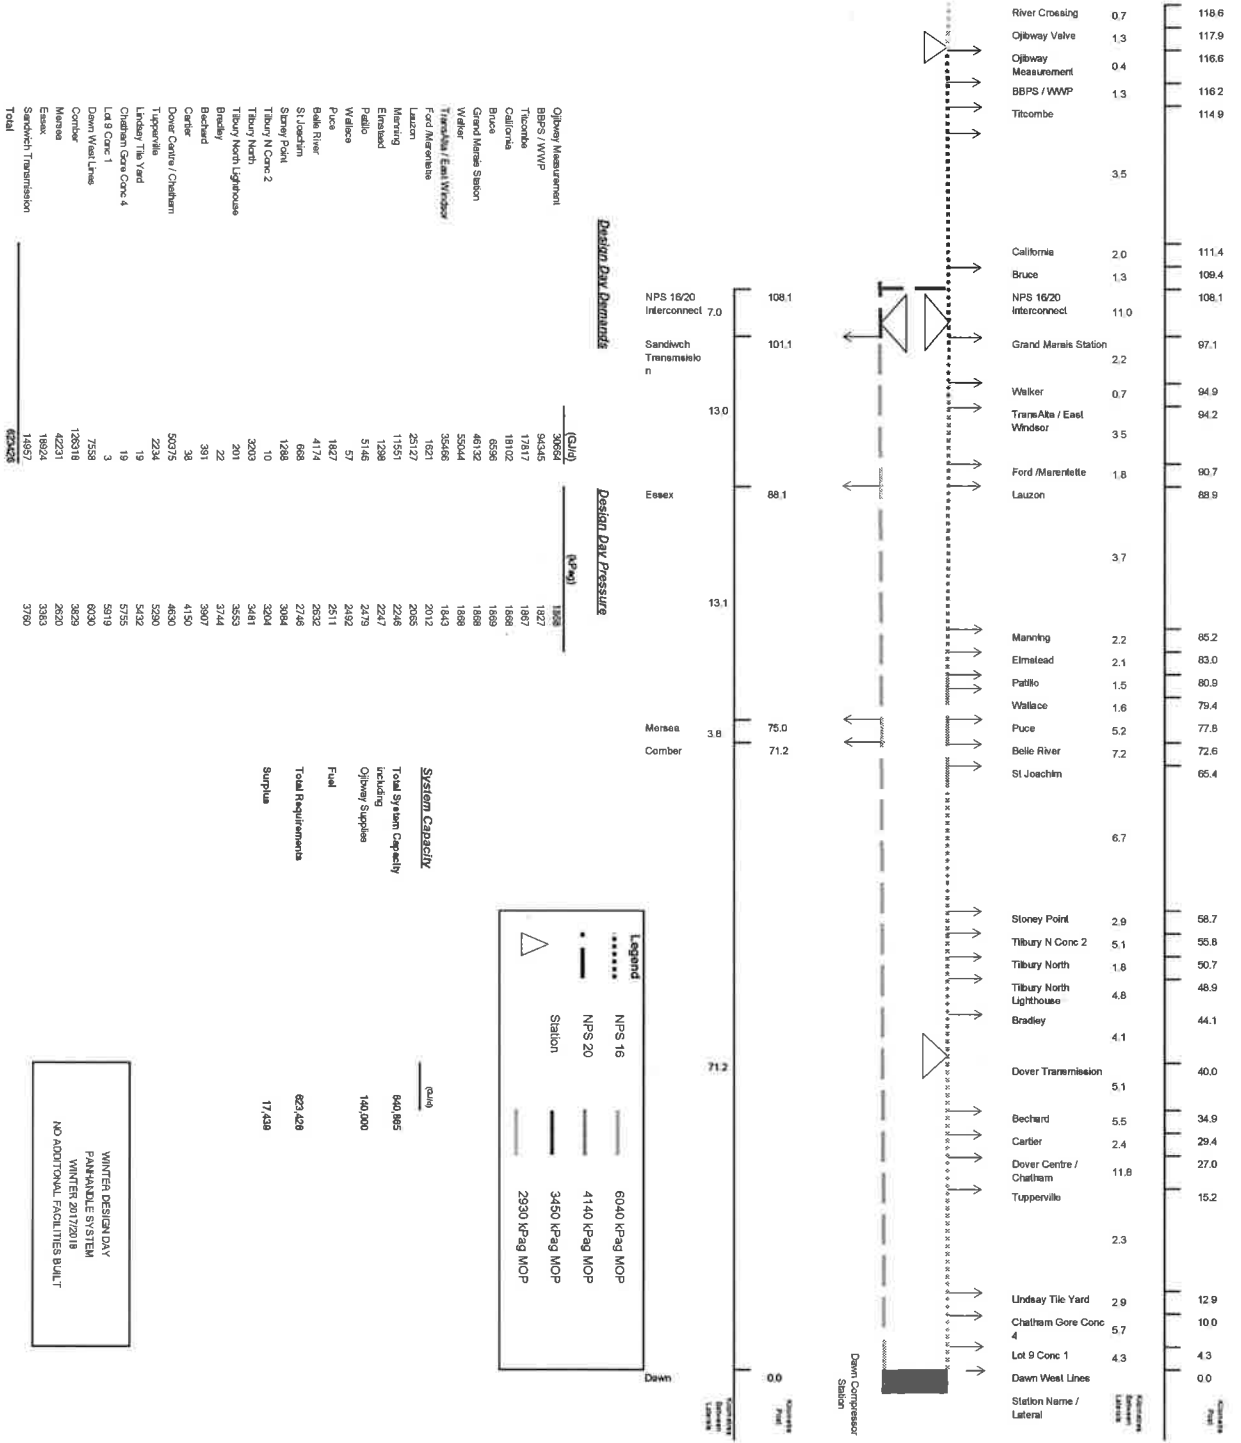 River Crossing 0.7 118.6
Ojibway Valve 1.3 117.9
Ojibway
Measurement 0.4 116.6
BBPS / WWP 1.3 116.2
Titcombe 114.9
3.5
California 2.0 111.4
Bruce 1.3 109.4
NPS 16/20
Interconnect 11.0 108.1
Grand Marais Station 97.1
2.2
Walker 0.7 94.9
TransAlta / East
Windsor 94.2
3.5
Ford /Marentette 1.8 90.7
Lauzon 88.9
3.7
Manning 2.2 85.2
Elmstead 2.1 83.0
Patillo 1.5 80.9
Wallace 1.6 79.4
Puce 5.2 77.8
Belle River 7.2 72.6
St Joachim 65.4
6.7
Stoney Point 2.9 58.7
Tilbury N Conc 2 5.1 55.8
Tilbury North 1.8 50.7
Tilbury North
Lighthouse 4.8 48.9
Bradley 44.1
4.1
Dover Transmission 40.0
5.1
Bechard 5.5 34.9
Cartier 2.4 29.4
Dover Centre /
Chatham 11.8 27.0
Tupperville 15.2
2.3
Lindsay Tile Yard 2.9 12.9
Chatham Gore Conc
4 5.7 10.0
Lot 9 Conc 1 4.3 4.3
Dawn West Lines 0.0
Station Name /
Lateral
Kilometres
Between
Laterals
Kilometre
Post
NPS 16/20
Interconnect 7.0 108.1
Sandiwch
Transmissio
n 101.1
13.0
Essex 88.1
13.1
Mersea 3.8 75.0
Comber 71.2
71.2
Dawn 0.0
Kilometres
Between
Laterals
Kilometre
Post
Dawn Compressor
Station
Design Day Demands Design Day Pressure
(GJ/d) (kPag)
Ojibway Measurement 30664 1868
BBPS / WWP 94345 1827
Titcombe 17817 1867
California 18102 1868
Bruce 6596 1869
Grand Marais Station 46132 1868
Walker 55044 1868
TransAlta / East Windsor 35466 1843
Ford /Marentette 1621 2012
Lauzon 25127 2065
Manning 11551 2246
Elmstead 1298 2247
Patillo 5146 2479
Wallace 57 2492
Puce 1827 2511
Belle River 4174 2632
St Joachim 668 2746
Stoney Point 1288 3084
Tilbury N Conc 2 10 3204
Tilbury North 3203 3481
Tilbury North Lighthouse 201 3553
Bradley 22 3744
Bechard 391 3907
Cartier 38 4150
Dover Centre / Chatham 50375 4630
Tupperville 2234 5290
Lindsay Tile Yard 19 5432
Chatham Gore Conc 4 19 5755
Lot 9 Conc 1 3 5919
Dawn West Lines 7558 6030
Comber 126318 3829
Mersea 42231 2620
Essex 18924 3383
Sandwich Transmission 14957 3760
Total 623426
System Capacity
(GJ/d)
Total System Capacity
including 640,865
Ojibway Supplies 140,000
Fuel
Total Requirements 623,426
Surplus 17,439
Legend
NPS 16 6040 kPag MOP
NPS 20 4140 kPag MOP
Station 3450 kPag MOP
2930 kPag MOP
WINTER DESIGN DAY
PANHANDLE SYSTEM
WINTER 2017/2018
NO ADDITONAL FACILITIES BUILT